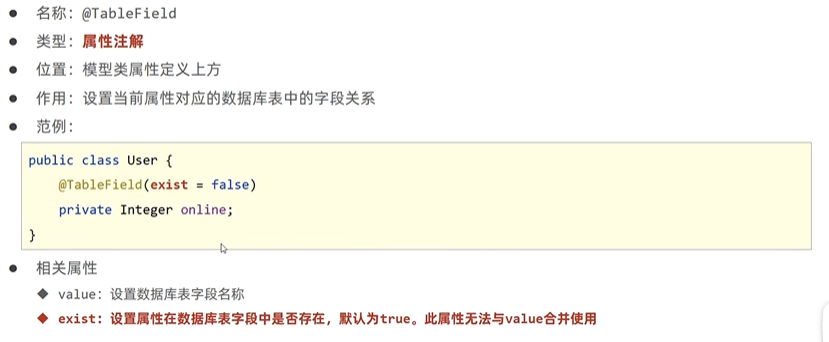 名称：@TableField
类型：属性注解
位置：模型类属性定义上方
作用：设置当前属性对应的数据库表中的字段关系
范例：
public class User {
@TableField(exist = false)
private Integer online;
}
相关属性
value：设置数据库表字段名称
exist：设置属性在数据库表字段中是否存在，默认为true。此属性无法与value合并使用